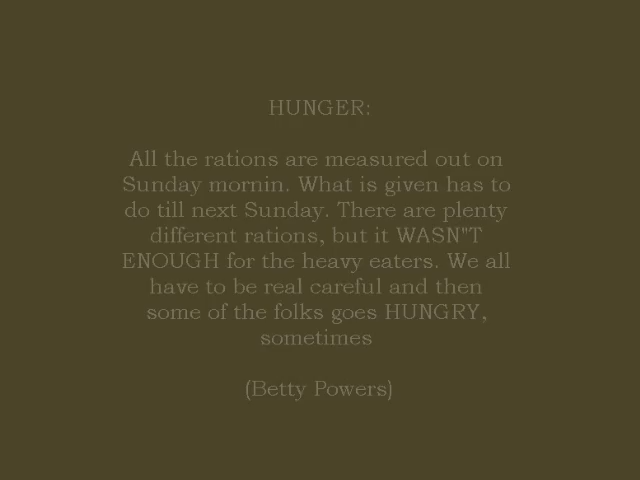 HUNGER:
All the rations are measured out on
Sunday mornin. What is given has to
do till next Sunday. There are plenty
different rations, but it WASN"T
ENOUGH for the heavy eaters. We all
have to be real careful and then
some of the folks goes HUNGRY,
sometimes
(Betty Powers)